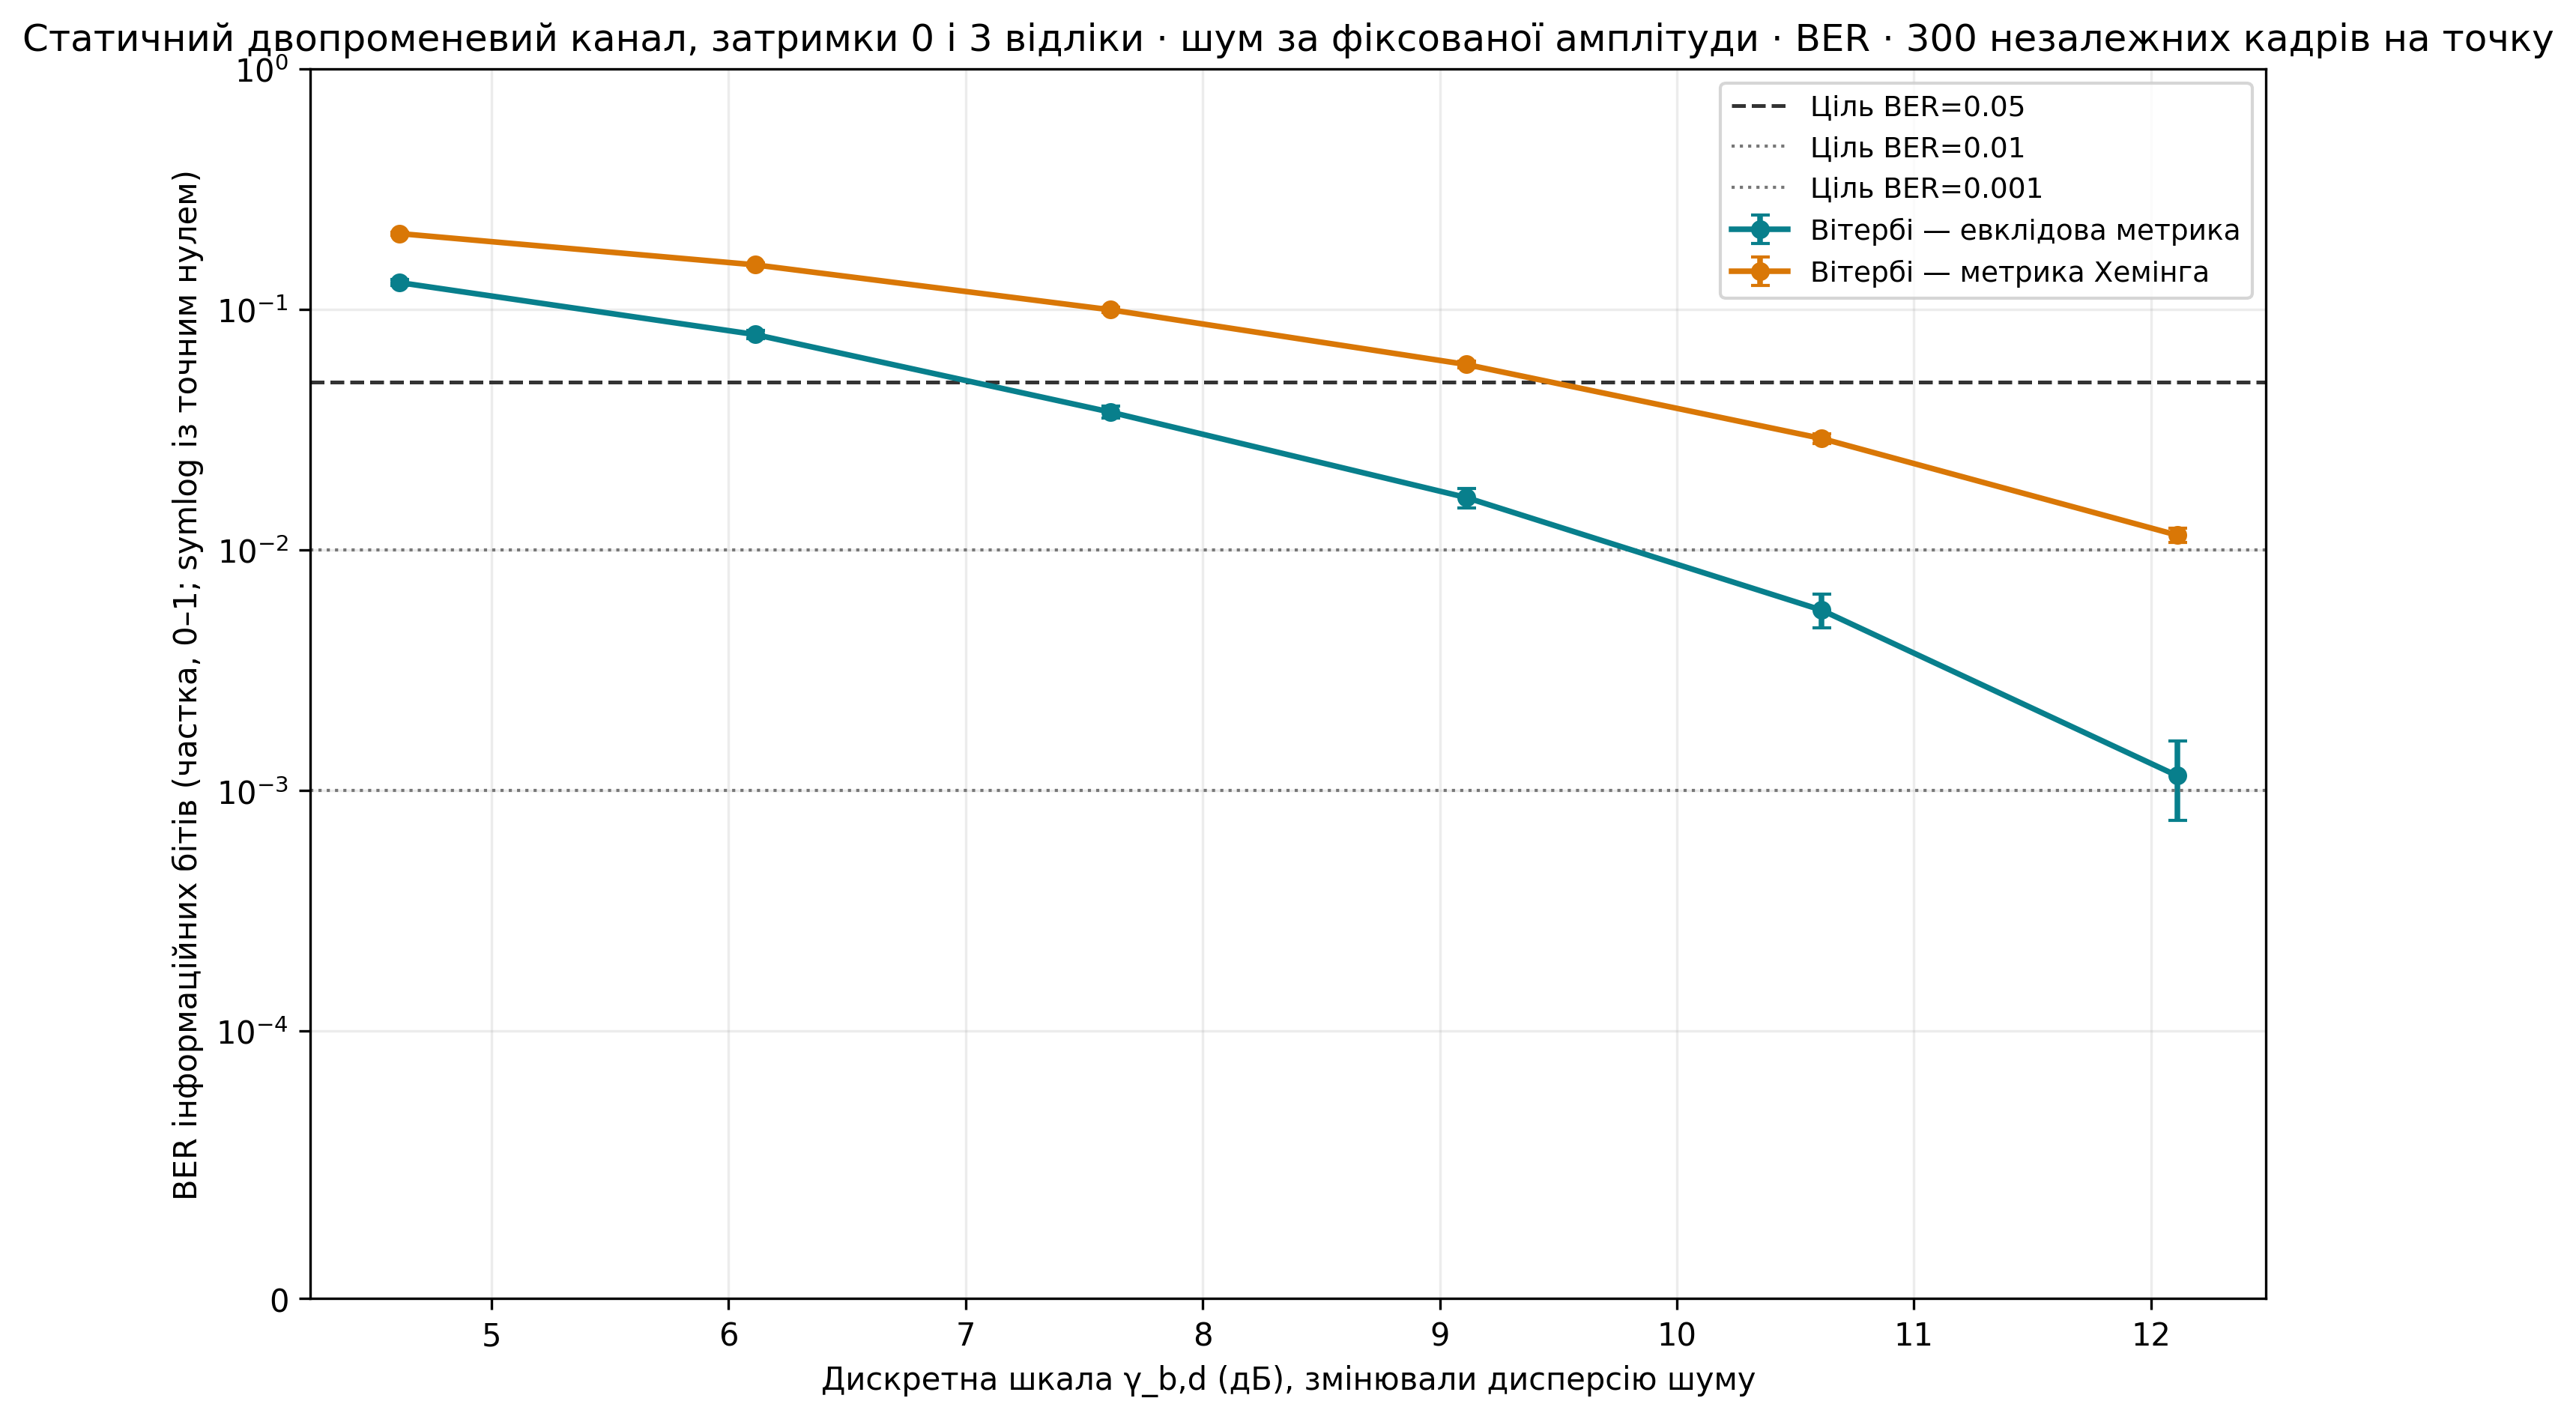 Статичний двопроменевий канал, затримки 0 і 3 відліки · шум за фіксованої амплітуди · BER · 300 незалежних кадрів на точку
Ціль BER=0.05
Ціль BER=0.01
Ціль BER=0.001
Вітербі — евклідова метрика
Вітербі — метрика Хемінга
BER інформаційних бітів (частка, 0–1; symlog із точним нулем)
10⁰
10⁻¹
10⁻²
10⁻³
10⁻⁴
0
5 6 7 8 9 10 11 12
Дискретна шкала γ_b,d (дБ), змінювали дисперсію шуму